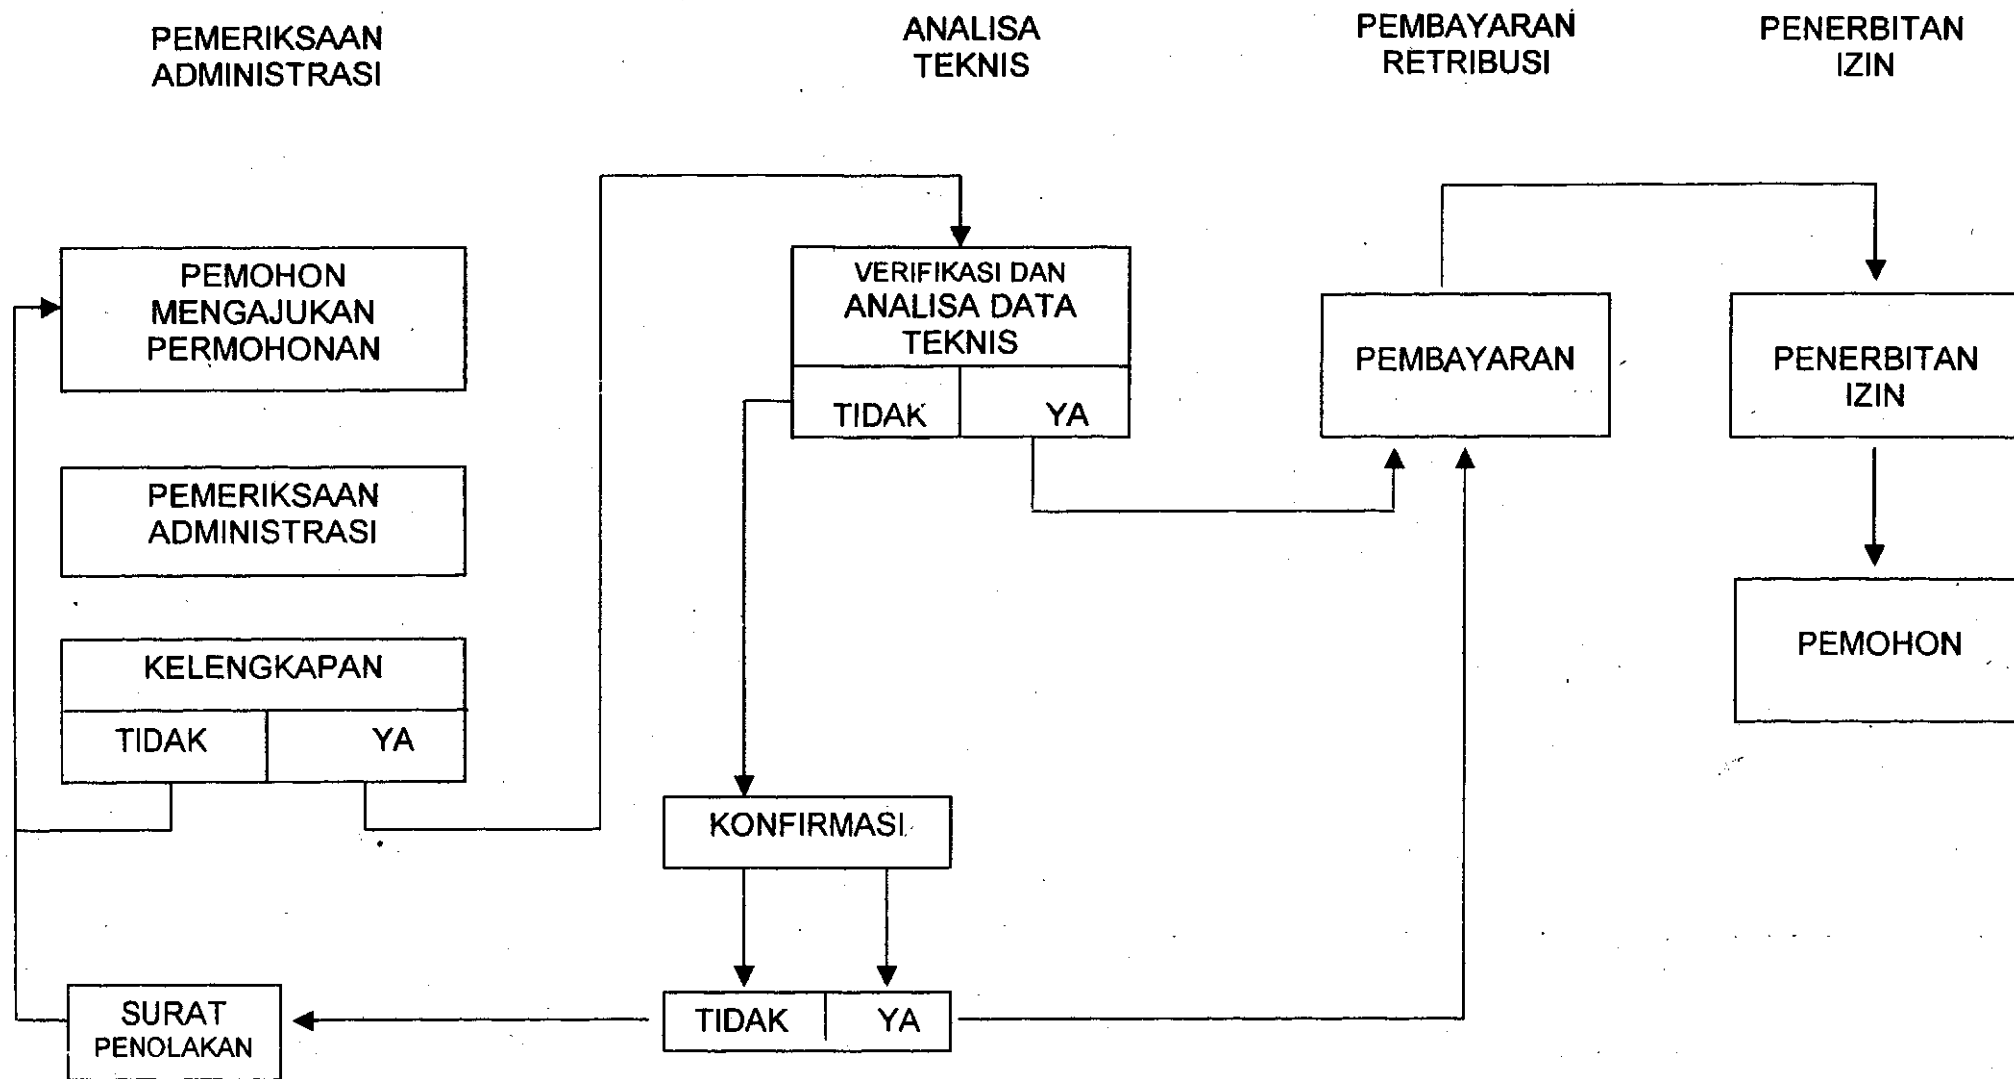 PEMERIKSAAN
ADMINISTRASI
ANALISA
TEKNIS
PEMBAYARAN
RETRIBUSI
PENERBITAN
IZIN
PEMOHON
MENGAJUKAN
PERMOHONAN
PEMERIKSAAN
ADMINISTRASI
KELENGKAPAN
TIDAK
YA
SURAT
PENOLAKAN
VERIFIKASI DAN
ANALISA DATA
TEKNIS
TIDAK
YA
KONFIRMASI
TIDAK
YA
PEMBAYARAN
PENERBITAN
IZIN
PEMOHON